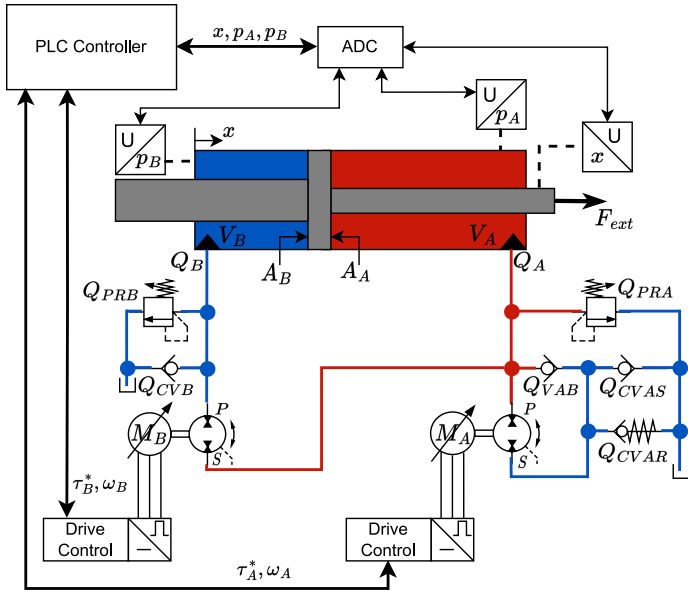 PLC Controller
x, p_A, p_B
ADC
U
p_B
x
U
p_A
U
x
V_B
V_A
F_ext
Q_B
A_B
A_A
Q_A
Q_PRB
Q_PRA
Q_CVB
Q_VAB
Q_CVAS
P
M_B
S
P
M_A
S
Q_CVAR
τ_B^*, ω_B
Drive
Control
Drive
Control
τ_A^*, ω_A